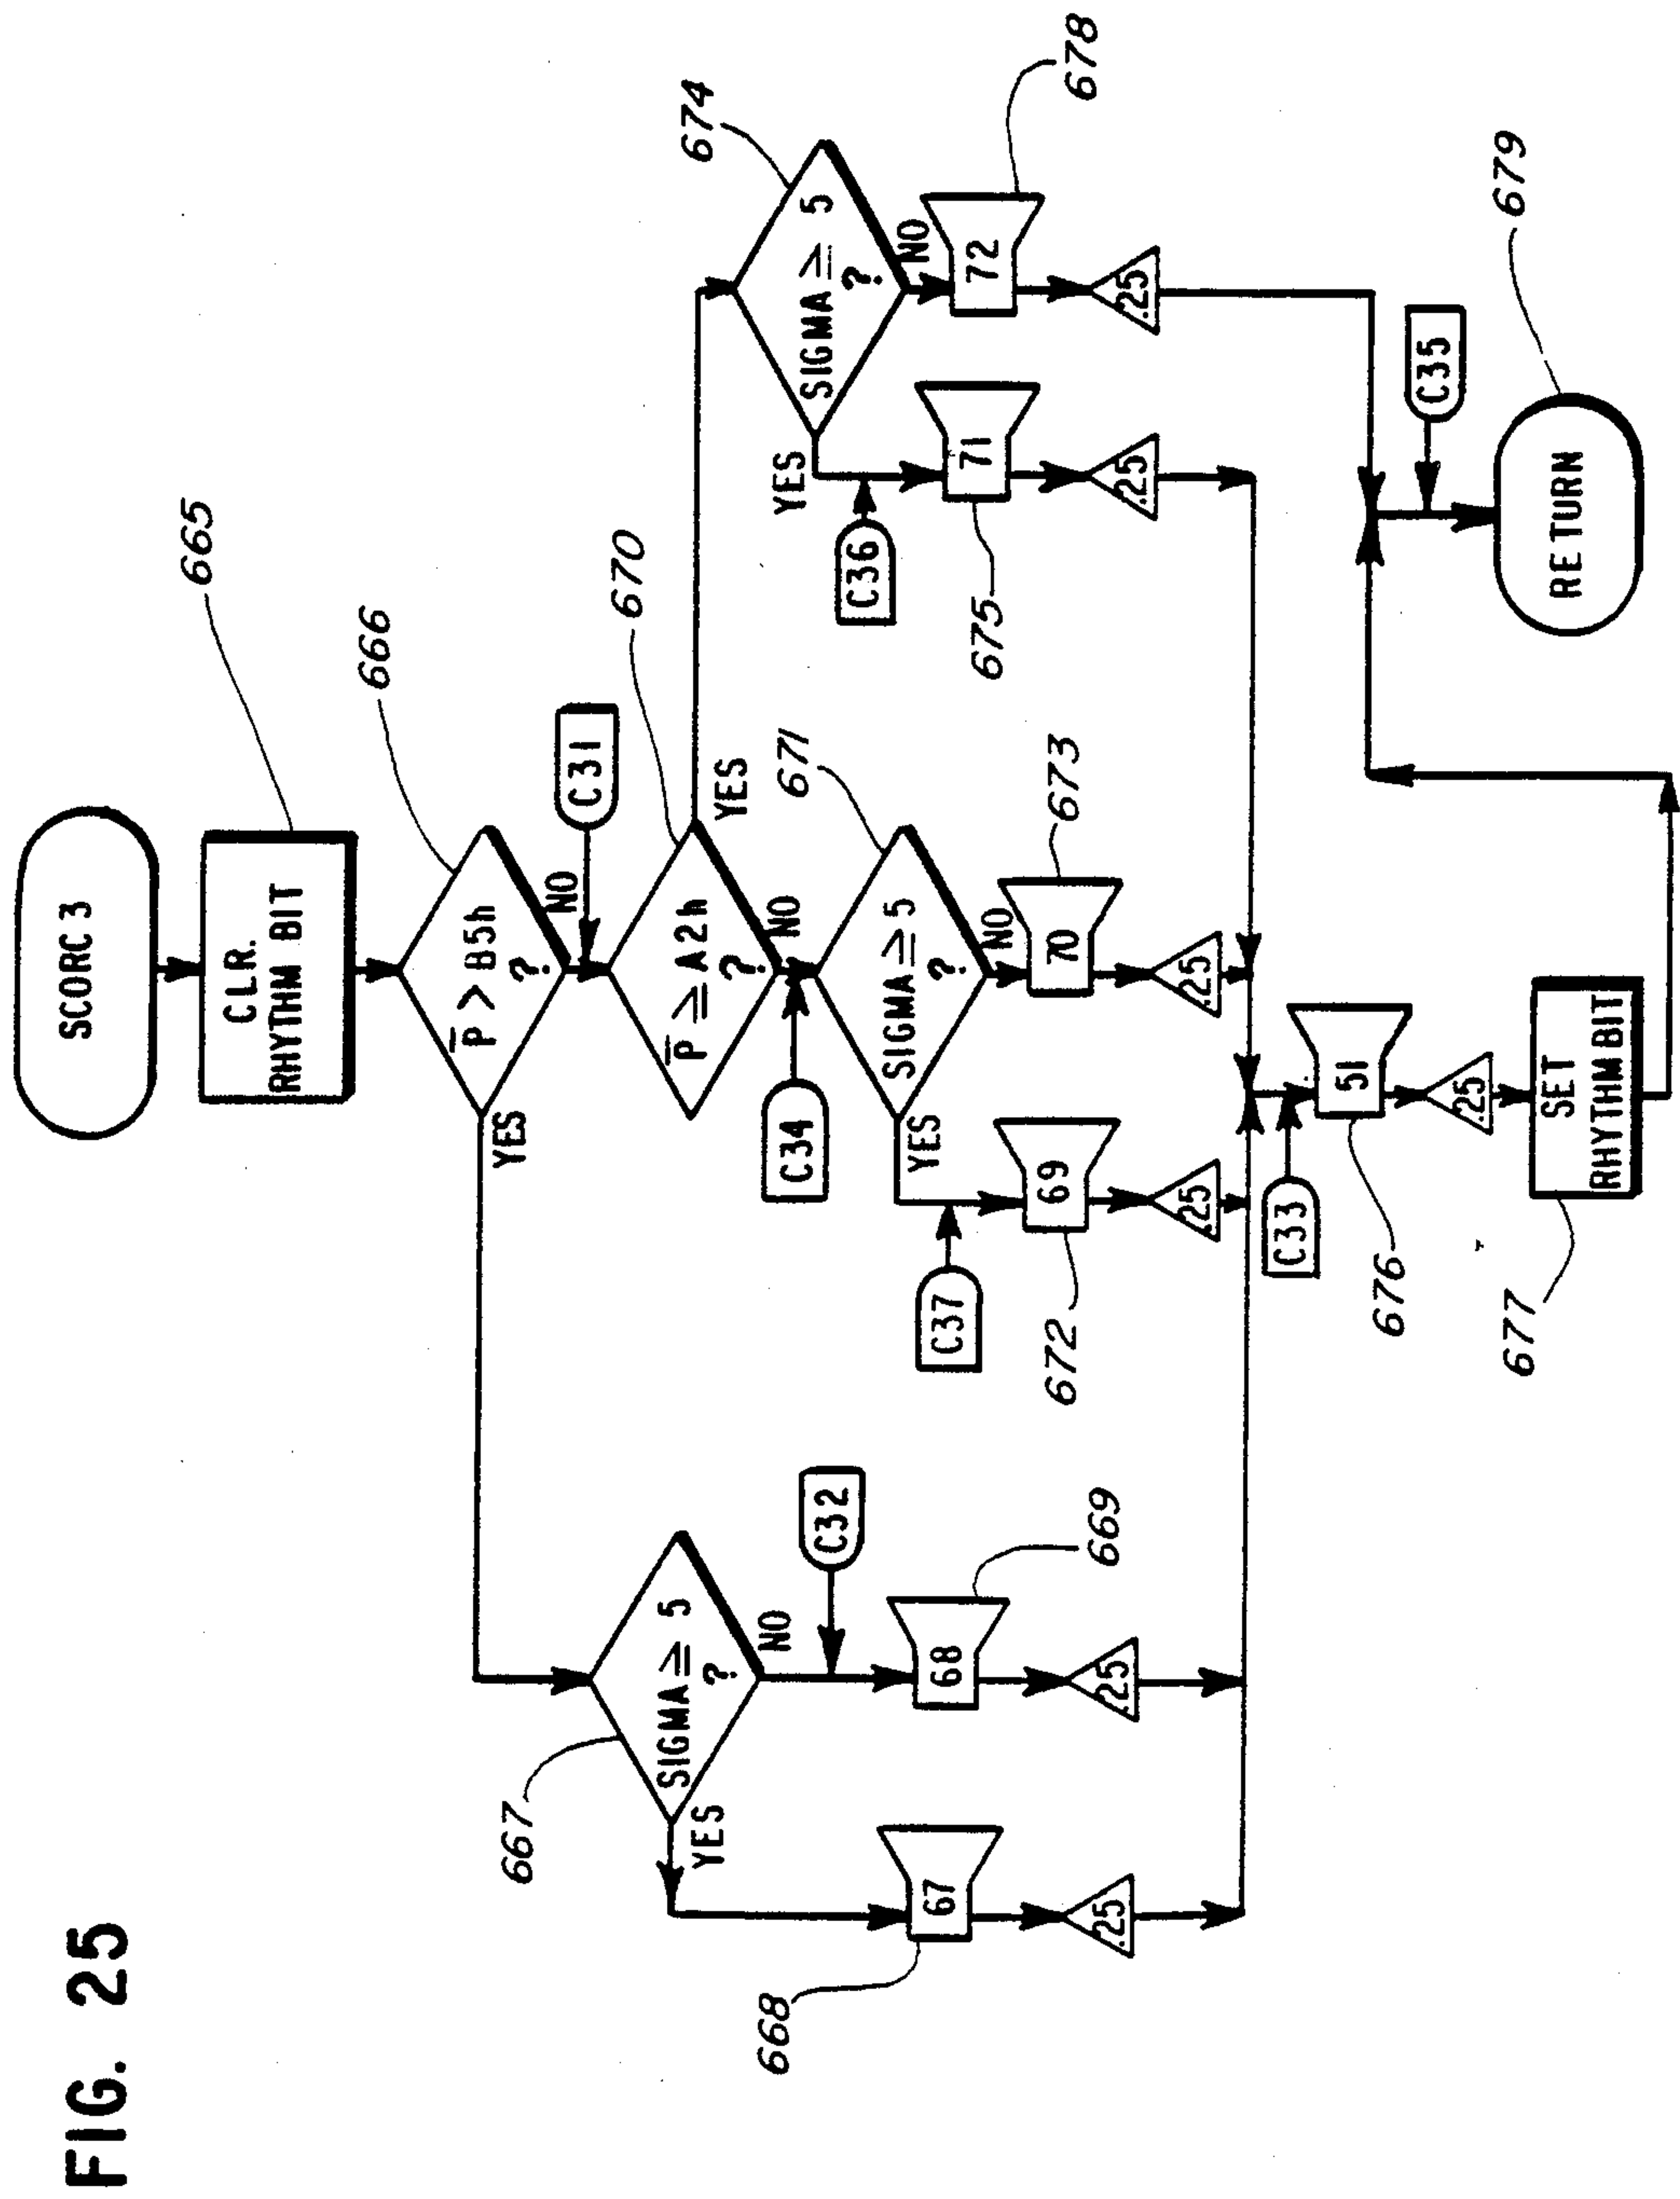 FIG. 25
SCORC 3
CLR.
RHYTHM BIT
665
P̅ > B5h
?
666
YES
NO
C31
SIGMA ≥ 5
?
667
YES
NO
C32
P̅ ≥ A2h
?
670
YES
NO
C34
SIGMA ≥ 5
?
671
YES
NO
C37
SIGMA ≥ 5
?
674
YES
NO
C36
67
668
.25
68
669
.25
69
672
.25
70
673
.25
71
675
.25
72
678
.25
C33
51
676
.25
SET
RHYTHM BIT
677
C35
RETURN
679